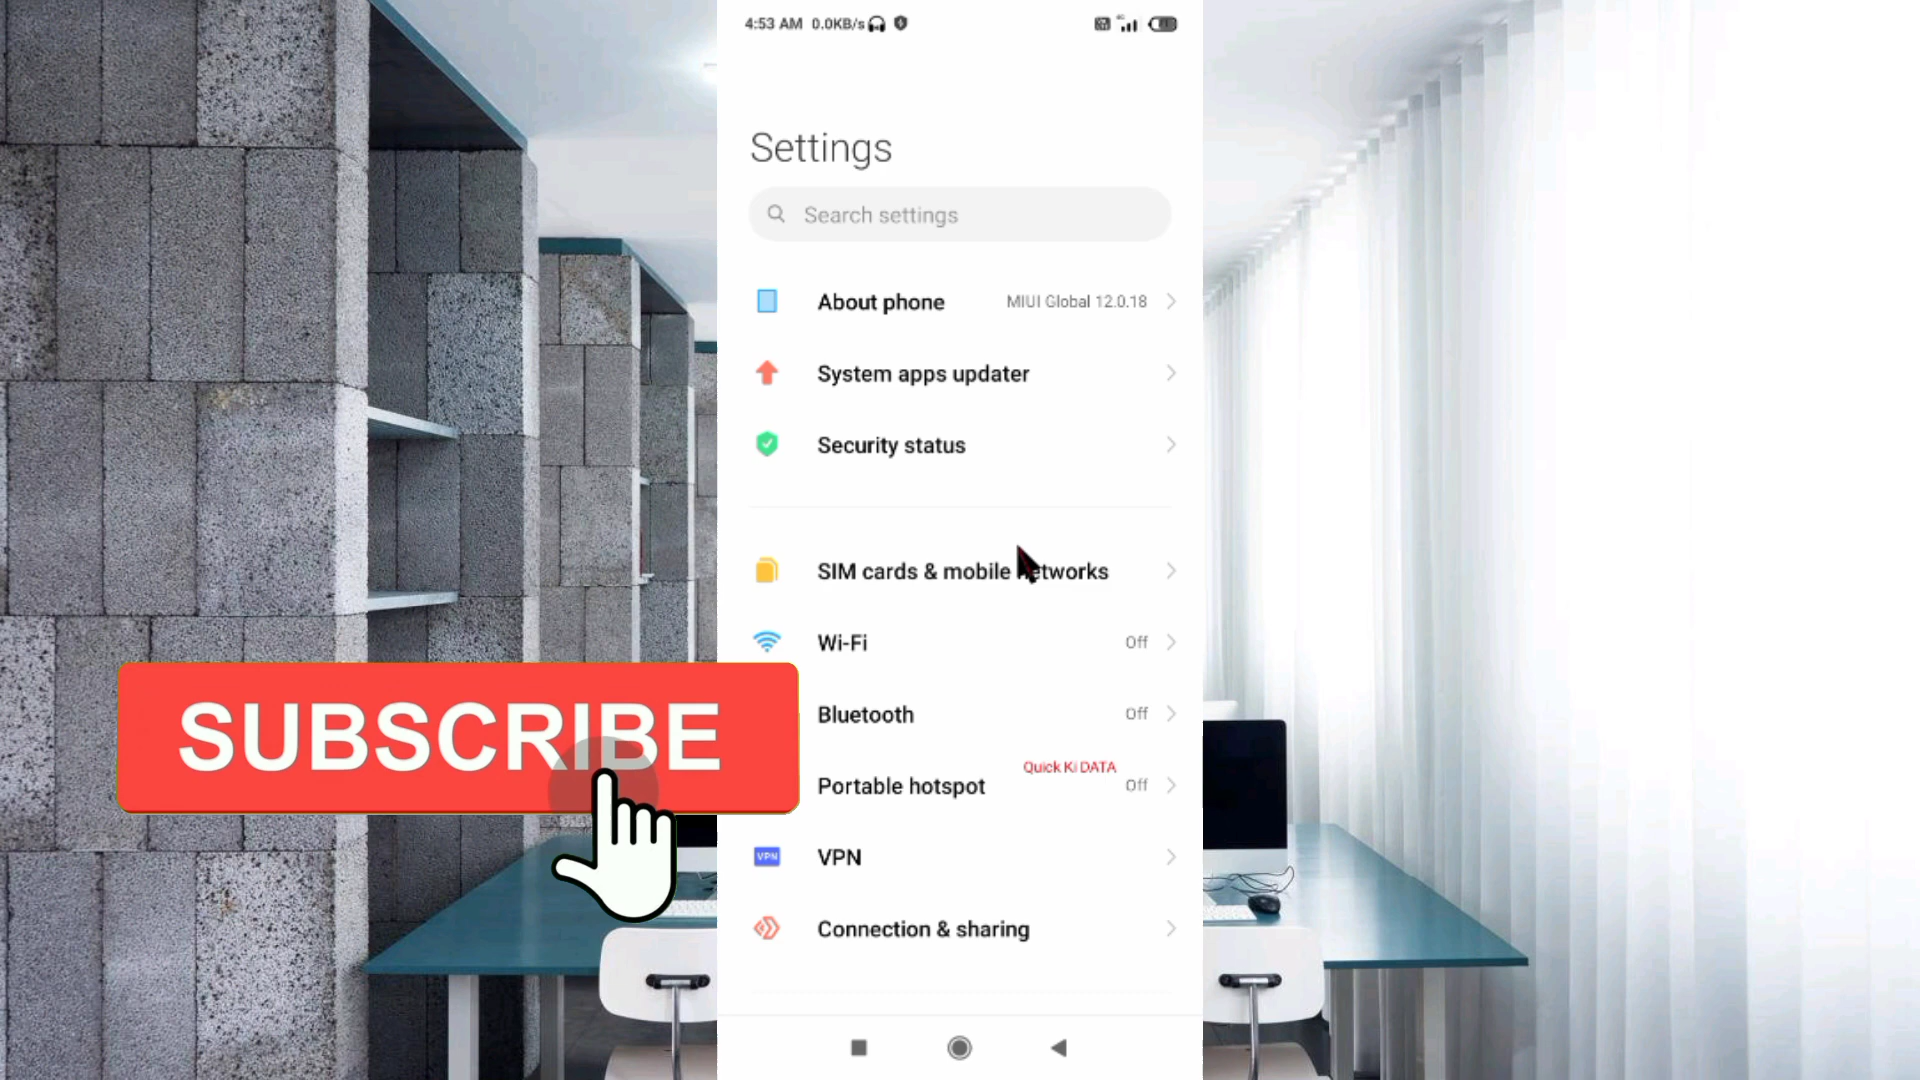 4:53 AM 0.0KB/s
Settings
Search settings
About phone MIUI Global 12.0.18
System apps updater
Security status
SIM cards & mobile networks
Wi-Fi Off
SUBSCRIBE
Bluetooth Off
Quick Ki DATA
Portable hotspot Off
VPN VPN
Connection & sharing